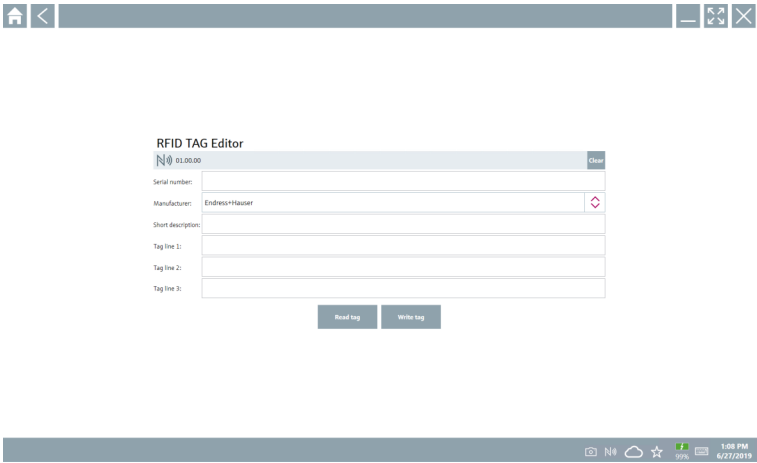 RFID TAG Editor
01.00.00 Clear
Serial number:
Manufacturer: Endress+Hauser
Short description:
Tag line 1:
Tag line 2:
Tag line 3:
Read tag Write tag
1:08 PM
99% 6/27/2019